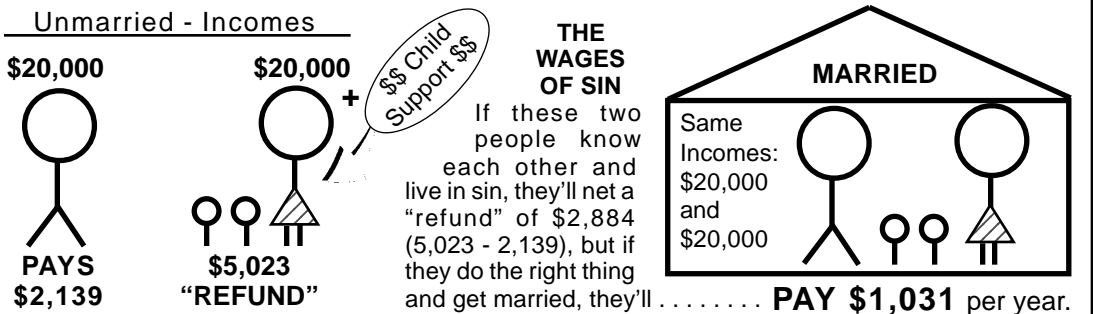 Unmarried - Incomes
$20,000
$20,000
+
$$ Child
Support $$
PAYS
$2,139
$5,023
“REFUND”
THE
WAGES
OF SIN
If these two
people know
each other and
live in sin, they’ll net a
“refund” of $2,884
(5,023 - 2,139), but if
they do the right thing
and get married, they’ll . . . . . . . . PAY $1,031 per year.
MARRIED
Same
Incomes:
$20,000
and
$20,000